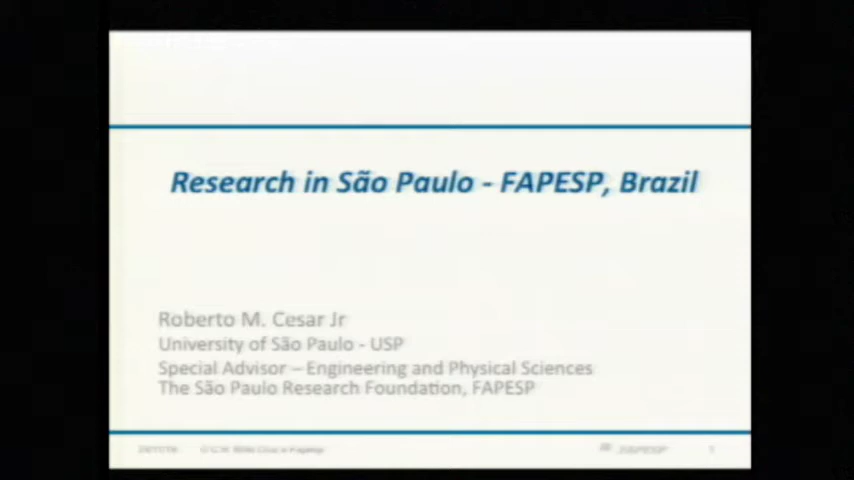 Research in São Paulo - FAPESP, Brazil
Roberto M. Cesar Jr
University of São Paulo - USP
Special Advisor – Engineering and Physical Sciences
The São Paulo Research Foundation, FAPESP
FAPESP